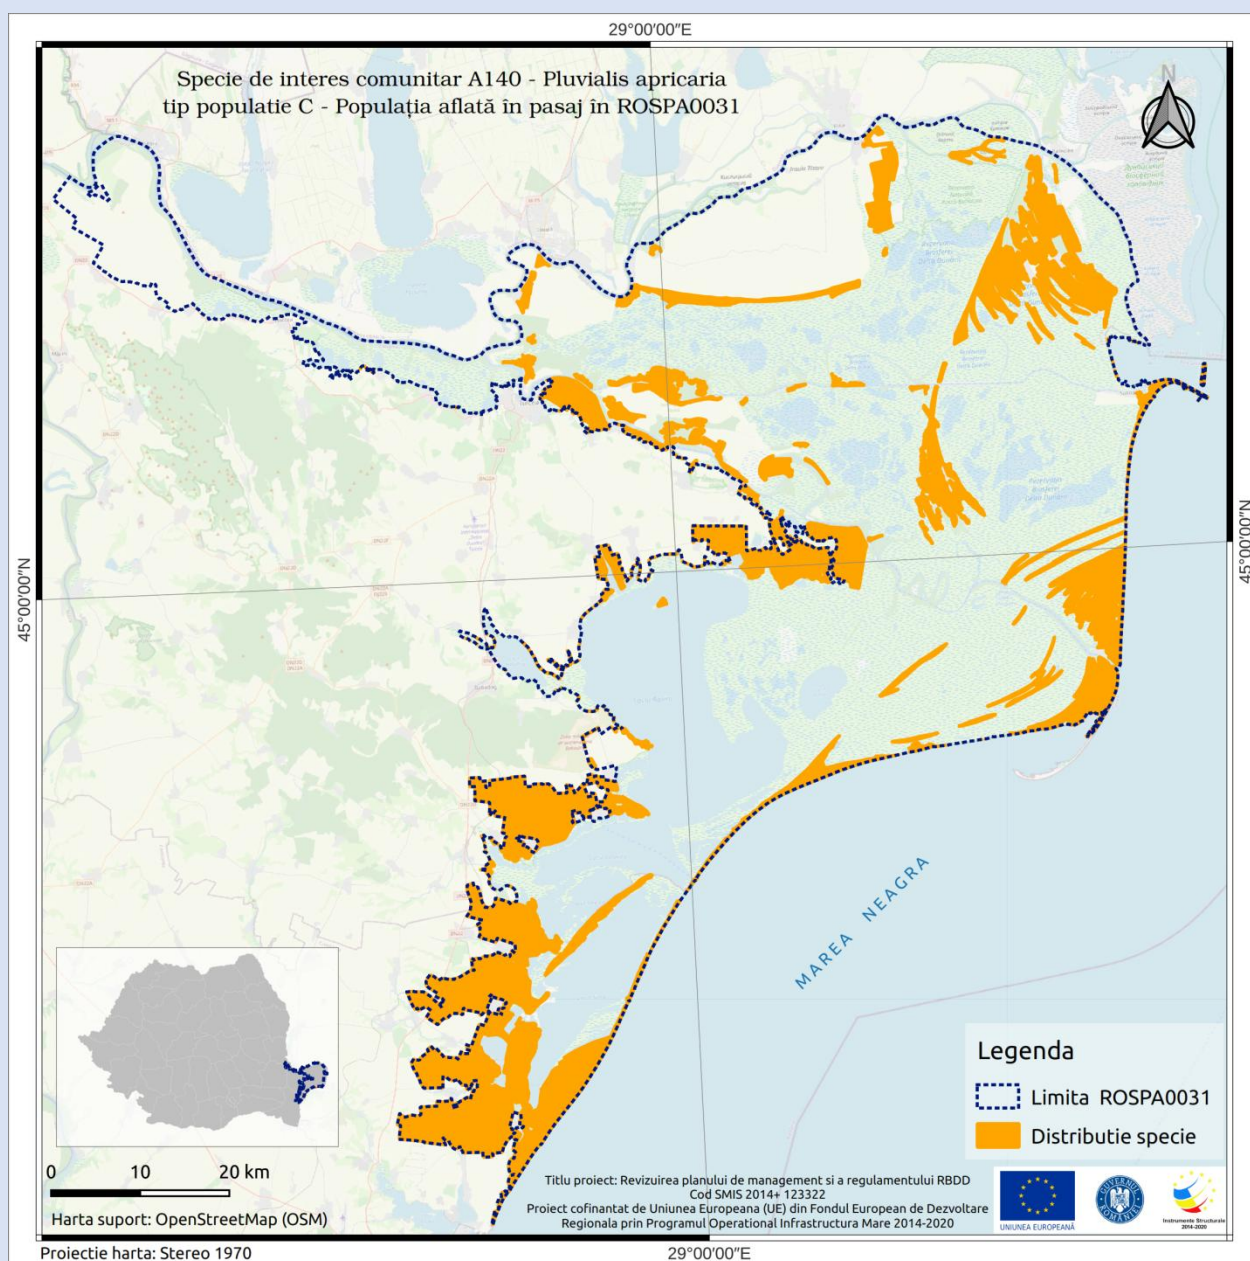 29°00'00"E
Specie de interes comunitar A140 - Pluvialis apricaria
tip populatie C - Populația aflată în pasaj în ROSPA0031
N
45°00'00"N
45°00'00"N
MAREA NEAGRA
Legenda
Limita ROSPA0031
Distributie specie
0 10 20 km
Harta suport: OpenStreetMap (OSM)
Titlu proiect: Revizuirea planului de management si a regulamentului RBDD
Cod SMIS 2014+ 123322
Proiect cofinantat de Uniunea Europeana (UE) din Fondul European de Dezvoltare
Regionala prin Programul Operational Infrastructura Mare 2014-2020
UNIUNEA EUROPEANĂ
GUVERNUL ROMÂNIEI
Instrumente Structurale
2014-2020
Proiectie harta: Stereo 1970
29°00'00"E